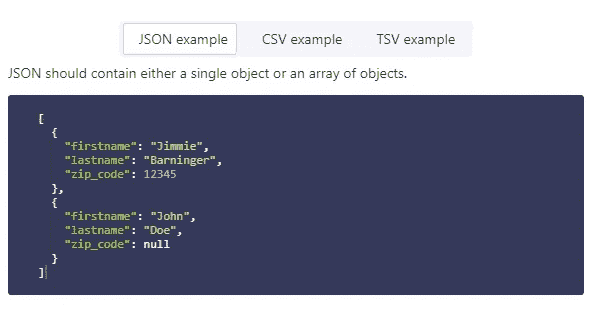 JSON example CSV example TSV example
JSON should contain either a single object or an array of objects.
[
{
"firstname": "Jimmie",
"lastname": "Barninger",
"zip_code": 12345
},
{
"firstname": "John",
"lastname": "Doe",
"zip_code": null
}
]